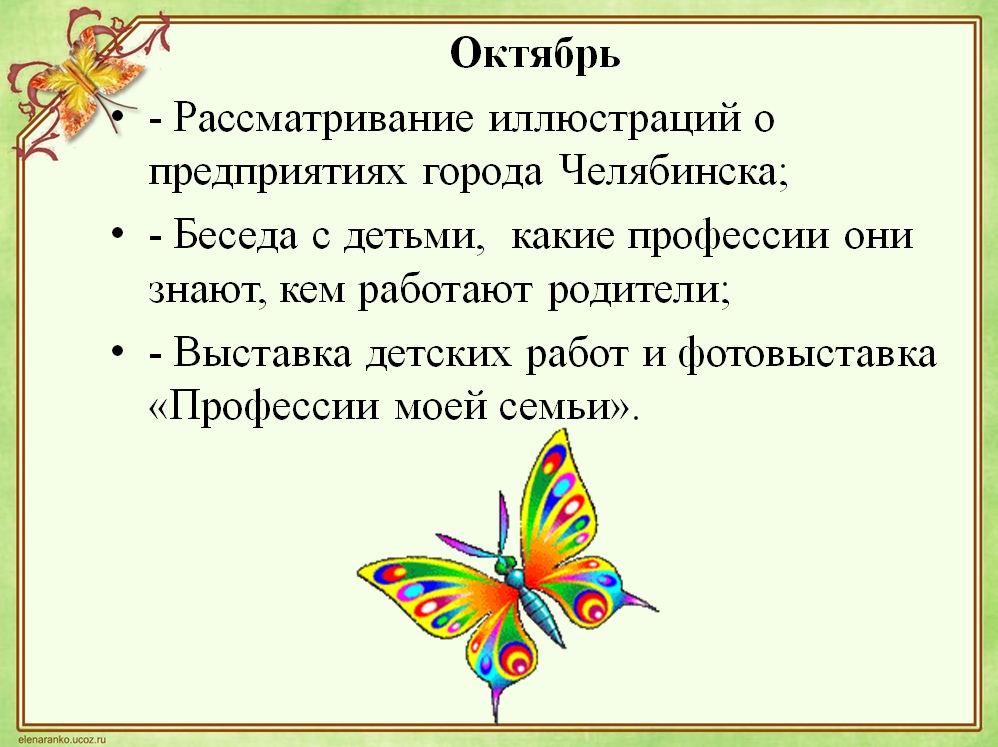 Октябрь
• - Рассматривание иллюстраций о
предприятиях города Челябинска;
• - Беседа с детьми,  какие профессии они
знают, кем работают родители;
• - Выставка детских работ и фотовыставка
«Профессии моей семьи».
elenaranko.ucoz.ru